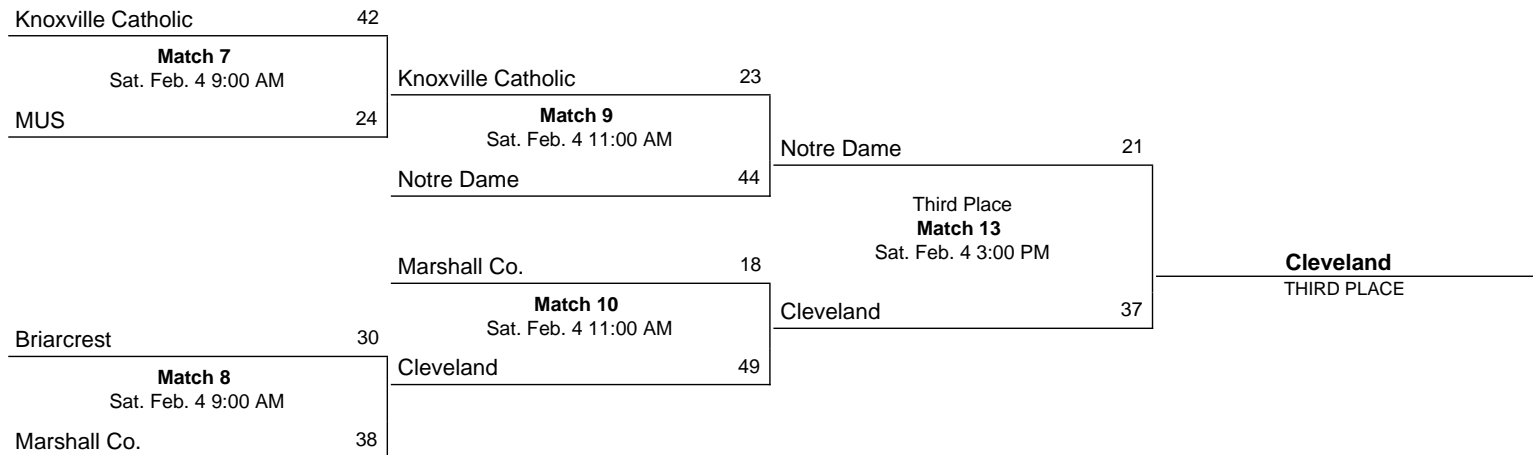 Knoxville Catholic 42
Match 7
Sat. Feb. 4 9:00 AM
MUS 24
Knoxville Catholic 23
Match 9
Sat. Feb. 4 11:00 AM
Notre Dame 44
Notre Dame 21
Third Place
Match 13
Sat. Feb. 4 3:00 PM
Cleveland 37
Cleveland
THIRD PLACE
Marshall Co. 18
Match 10
Sat. Feb. 4 11:00 AM
Cleveland 49
Briarcrest 30
Match 8
Sat. Feb. 4 9:00 AM
Marshall Co. 38